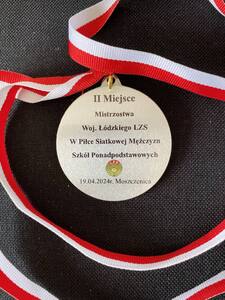 II Miejsce
Mistrzostwa
Woj. Łódzkiego LZS
W Piłce Siatkowej Mężczyzn
Szkół Ponadpodstawowych
19.04.2024r. Moszczenica